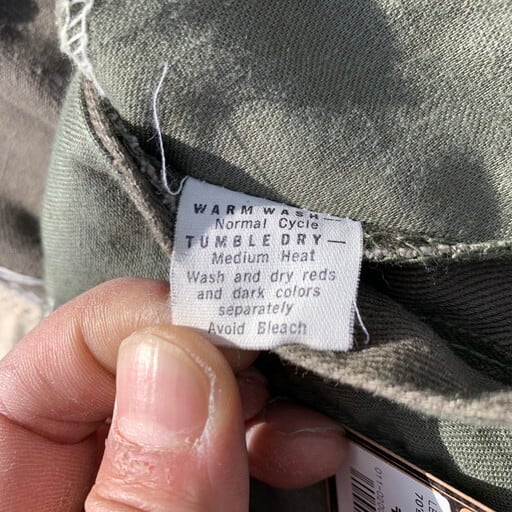 WARM WASH—
Normal Cycle
TUMBLE DRY—
Medium Heat
Wash and dry reds
and dark colors
separately
Avoid Bleach